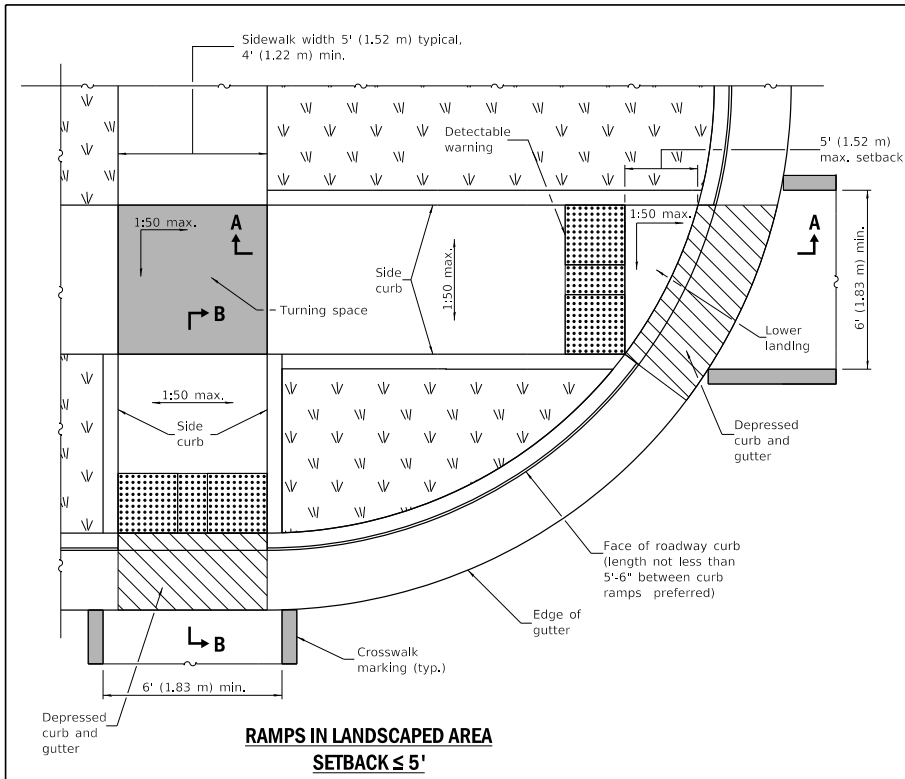 Sidewalk width 5' (1.52 m) typical,
4' (1.22 m) min.
Detectable
warning
5' (1.52 m)
max. setback
1:50 max.
A
1:50 max.
A
Side
curb
1:50 max.
6' (1.83 m) min.
B
Turning space
Lower
landing
1:50 max.
Side
curb
Depressed
curb and
gutter
Face of roadway curb
(length not less than
5'-6" between curb
ramps preferred)
Edge of
gutter
B
Crosswalk
marking (typ.)
6' (1.83 m) min.
Depressed
curb and
gutter
RAMPS IN LANDSCAPED AREA
SETBACK ≤ 5'